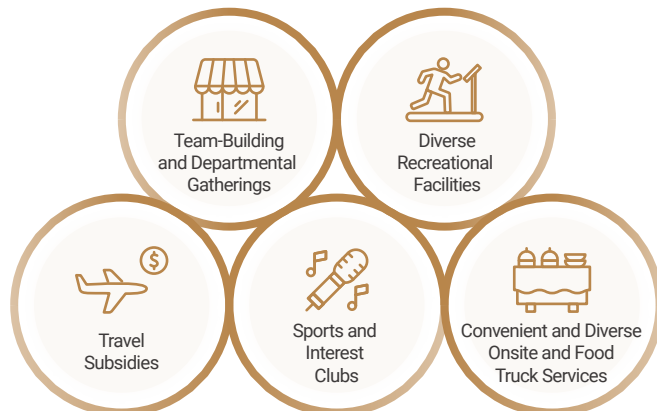 Team-Building
and Departmental
Gatherings
Diverse
Recreational
Facilities
$
Travel
Subsidies
Sports and
Interest
Clubs
Convenient and Diverse
Onsite and Food
Truck Services